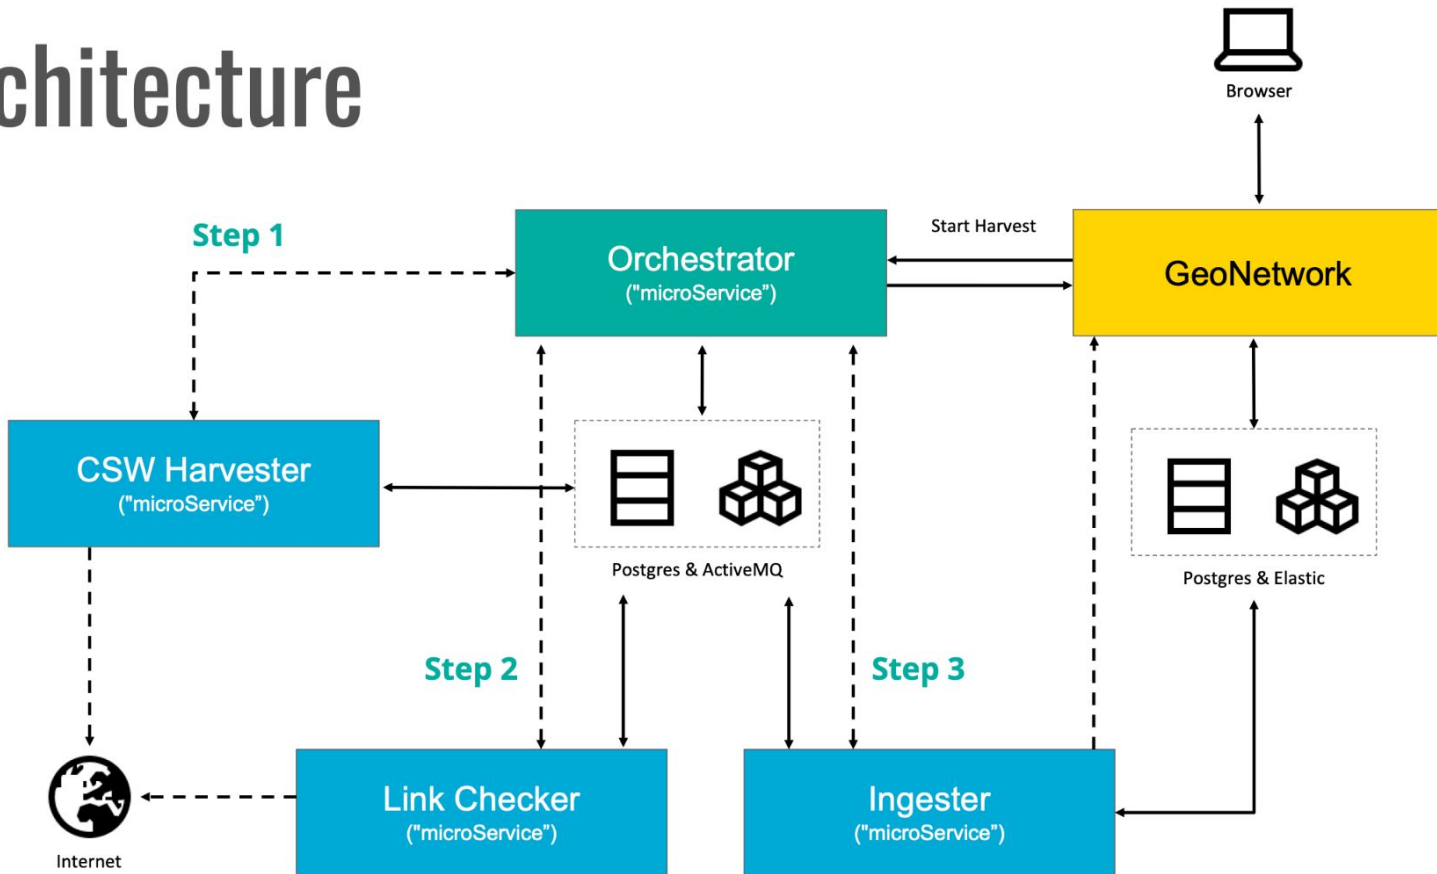 chitecture
Browser
Step 1
Orchestrator
("microService”)
Start Harvest
GeoNetwork
CSW Harvester
("microService”)
Postgres & ActiveMQ
Postgres & Elastic
Step 2
Step 3
Link Checker
("microService”)
Ingester
("microService”)
Internet